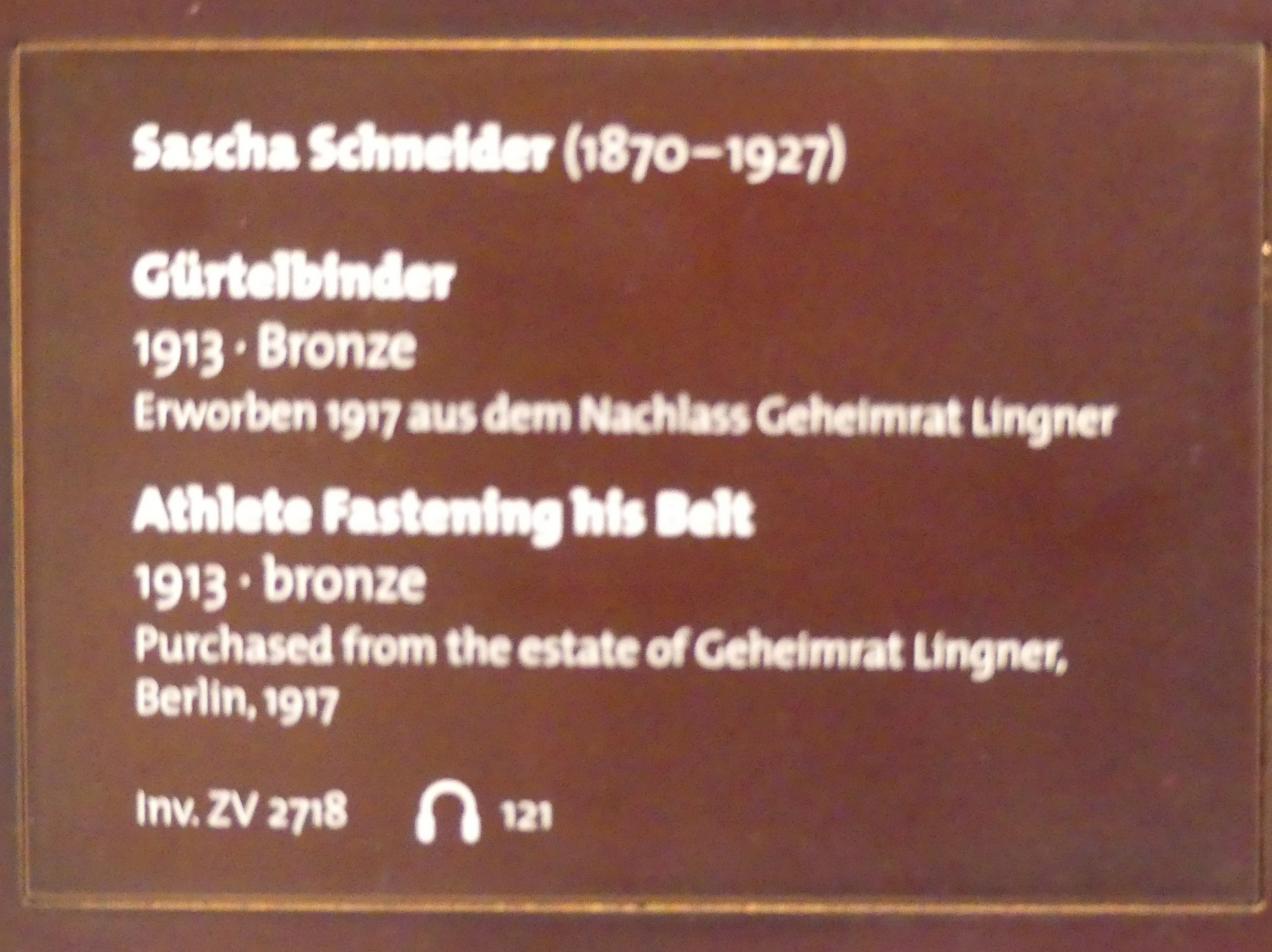 Sascha Schneider (1870–1927)
Gürtelbinder
1913 · Bronze
Erworben 1917 aus dem Nachlass Geheimrat Lingner
Athlete Fastening his Belt
1913 · bronze
Purchased from the estate of Geheimrat Lingner,
Berlin, 1917
Inv. ZV 2718 121